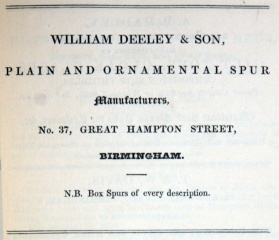 WILLIAM DEELEY & SON,
PLAIN AND ORNAMENTAL SPUR
Manufacturers,
No. 37, GREAT HAMPTON STREET,
BIRMINGHAM.
N.B. Box Spurs of every description.